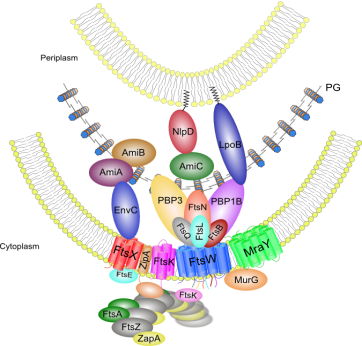 Periplasm
PG
NlpD
LpoB
AmiB
AmiA
AmiC
PBP3
FtsN
PBP1B
EnvC
FtsQ
FtsL
FtsB
FtsX
ZipA
FtsK
FtsW
MraY
Cytoplasm
FtsE
MurG
FtsK
FtsA
FtsZ
ZapA